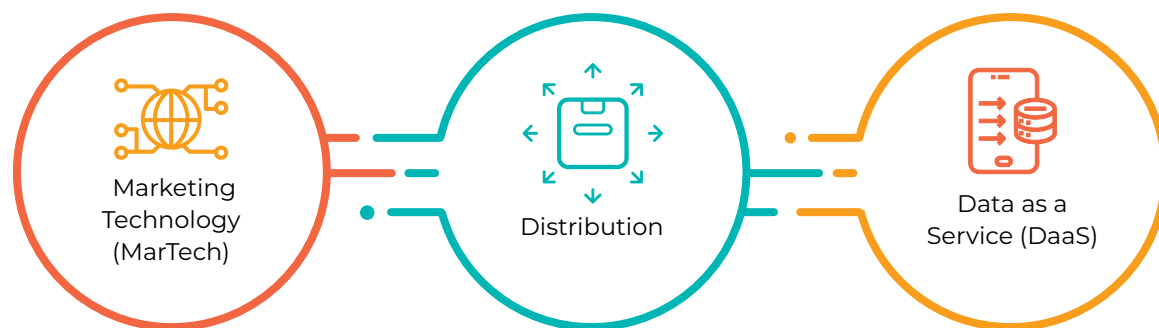 Marketing
Technology
(MarTech)
Distribution
Data as a
Service (DaaS)